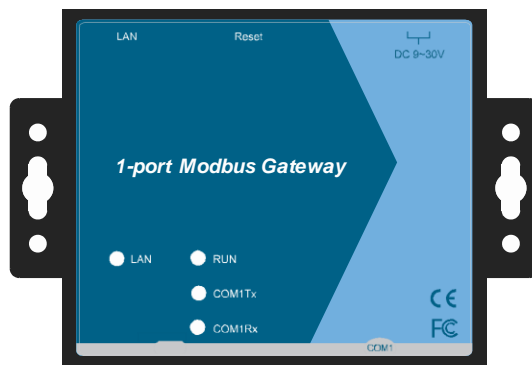 LAN
Reset
DC 9~30V
1-port Modbus Gateway
LAN
RUN
COM1Tx
COM1Rx
CE
FC
COM1